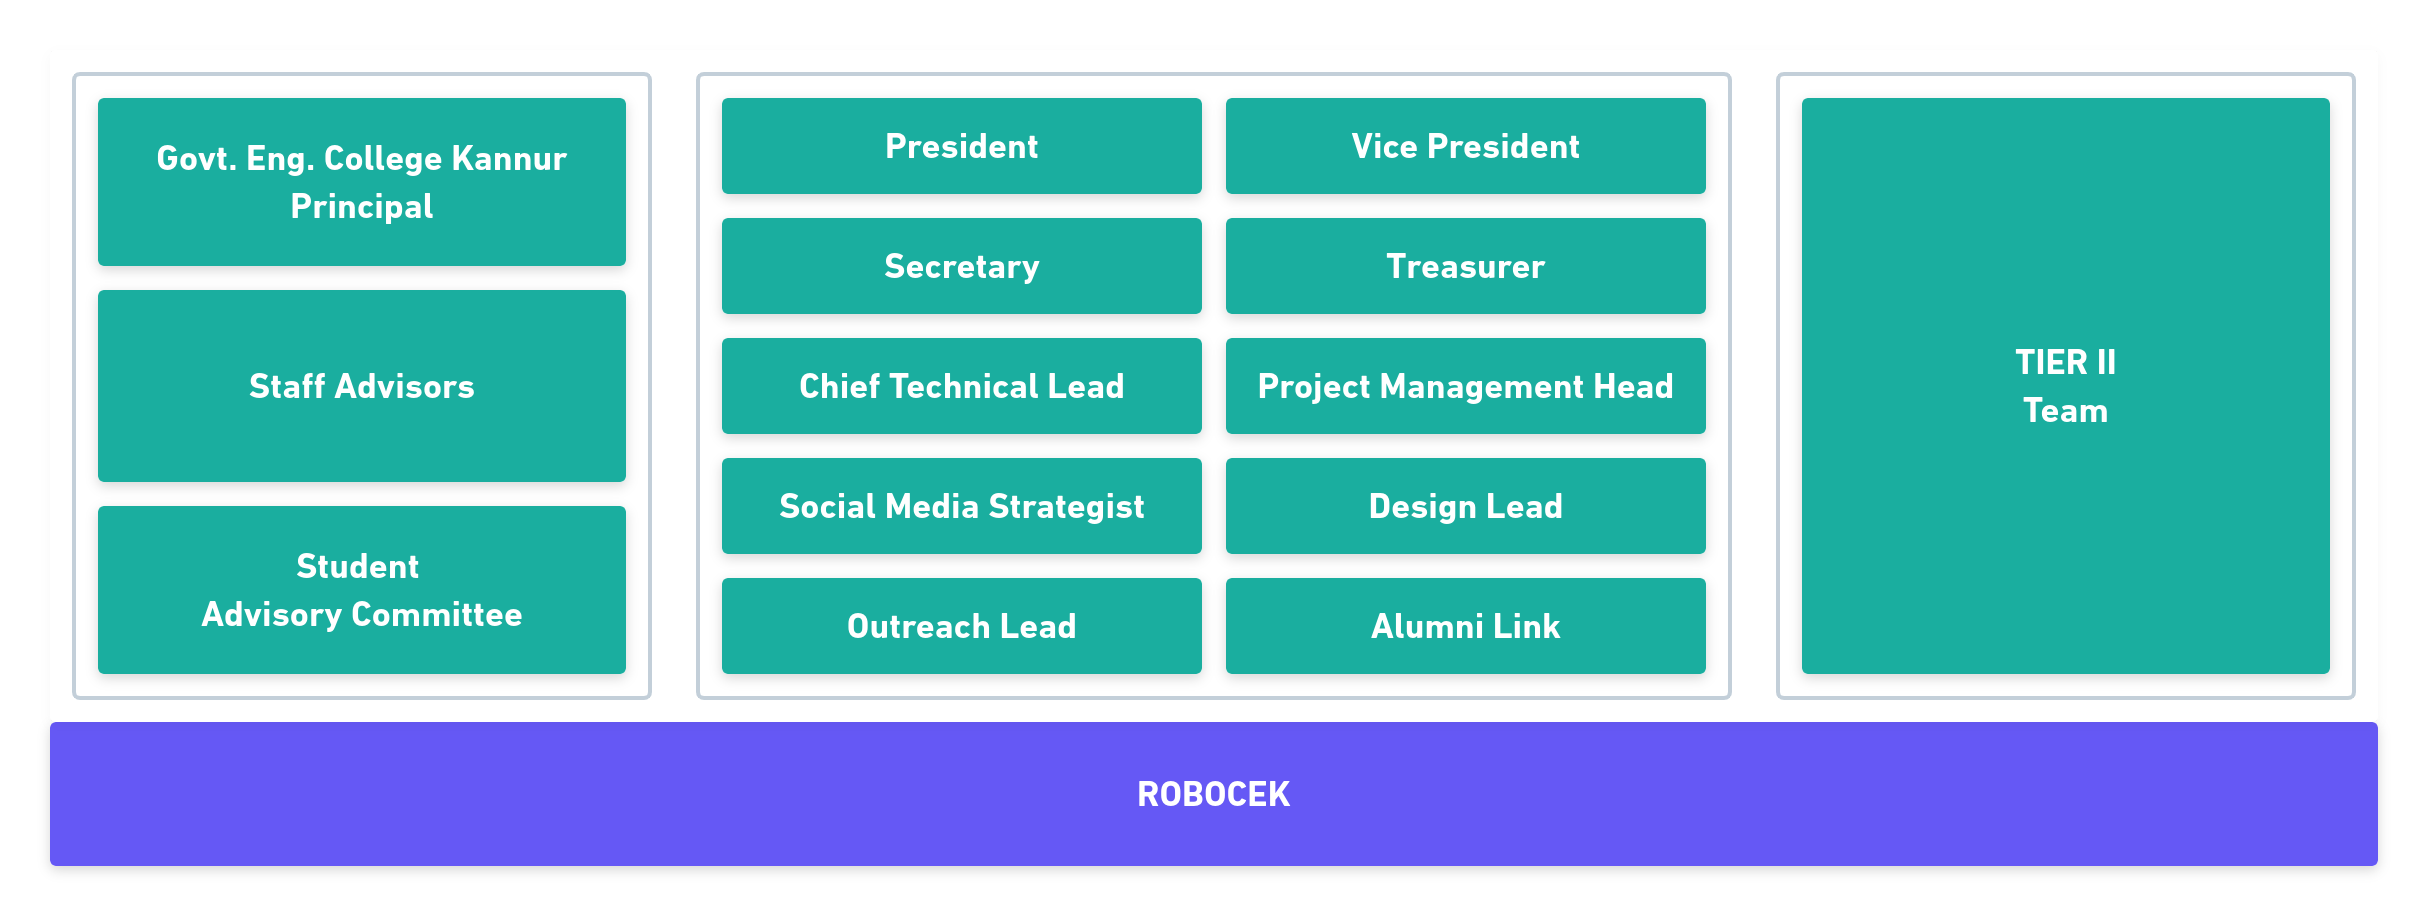 Govt. Eng. College Kannur
Principal
Staff Advisors
Student
Advisory Committee
President
Vice President
Secretary
Treasurer
Chief Technical Lead
Project Management Head
Social Media Strategist
Design Lead
Outreach Lead
Alumni Link
TIER II
Team
ROBOCEK